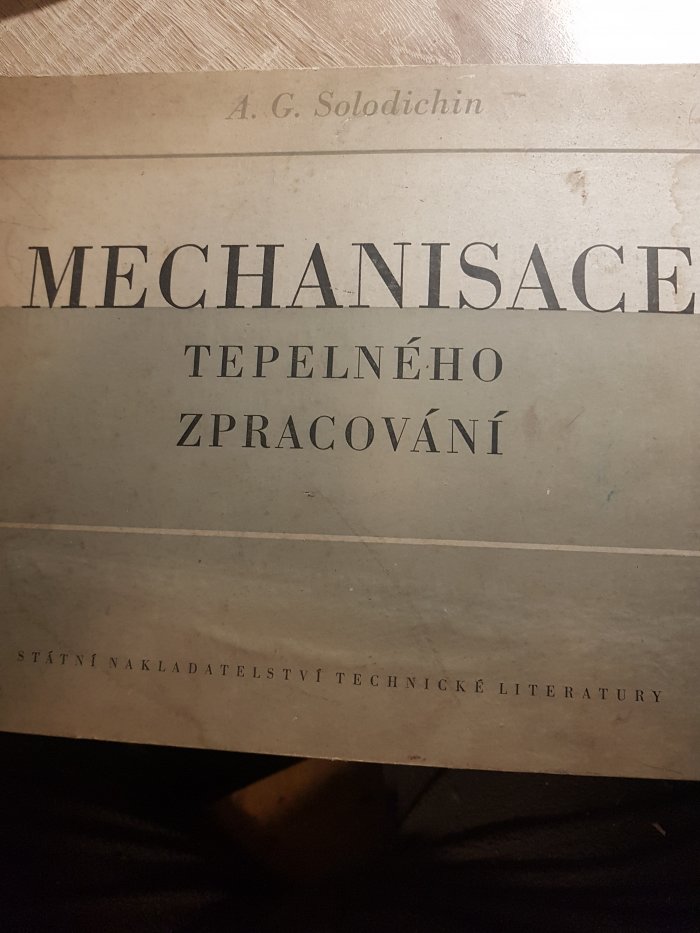 A. G. Solodichin
MECHANISACE
TEPELNÉHO
ZPRACOVÁNÍ
STÁTNÍ NAKLADATELSTVÍ TECHNICKÉ LITERATURY